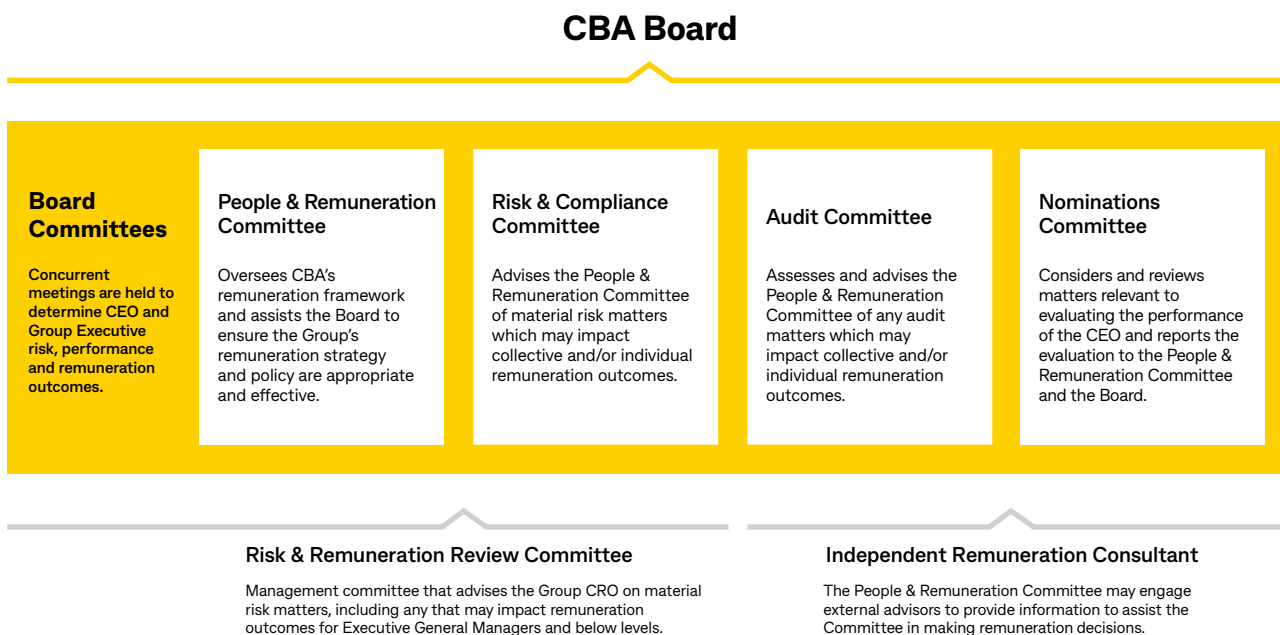 CBA Board
Board
Committees
Concurrent
meetings are held to
determine CEO and
Group Executive
risk, performance
and remuneration
outcomes.
People & Remuneration
Committee
Oversees CBA’s
remuneration framework
and assists the Board to
ensure the Group’s
remuneration strategy
and policy are appropriate
and effective.
Risk & Compliance
Committee
Advises the People &
Remuneration Committee
of material risk matters
which may impact
collective and/or individual
remuneration outcomes.
Audit Committee
Assesses and advises the
People & Remuneration
Committee of any audit
matters which may
impact collective and/or
individual remuneration
outcomes.
Nominations
Committee
Considers and reviews
matters relevant to
evaluating the performance
of the CEO and reports the
evaluation to the People &
Remuneration Committee
and the Board.
Risk & Remuneration Review Committee
Management committee that advises the Group CRO on material
risk matters, including any that may impact remuneration
outcomes for Executive General Managers and below levels.
Independent Remuneration Consultant
The People & Remuneration Committee may engage
external advisors to provide information to assist the
Committee in making remuneration decisions.